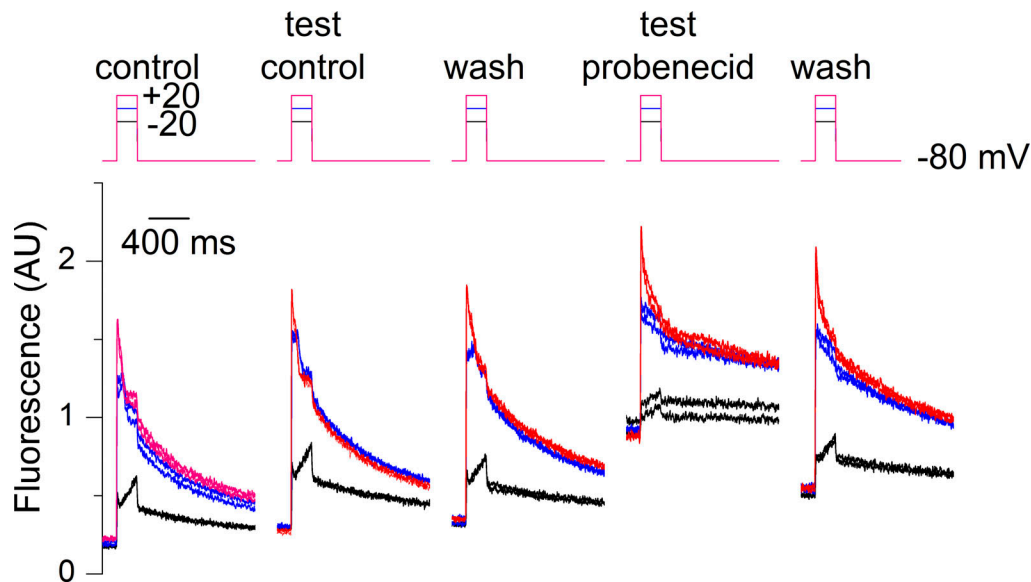 test test
control control wash probenecid wash
+20
-20
-80 mV
400 ms
Fluorescence (AU)
2
1
0